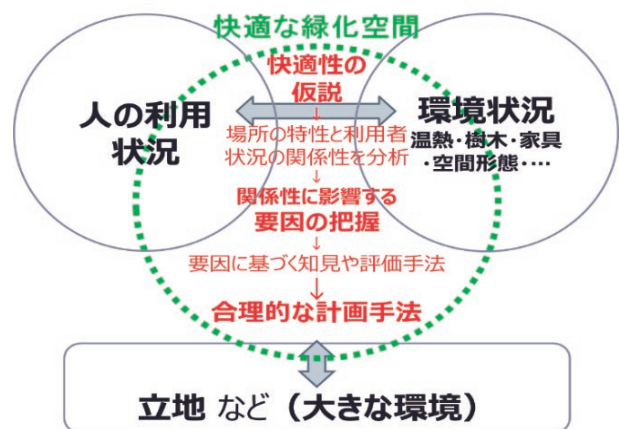 快適な緑化空間
快適性の
仮説
人の利用
状況
環境状況
温熱・樹木・家具
・空間形態・‥‥
↓
場所の特性と利用者
状況の関係性を分析
↓
関係性に影響する
要因の把握
↓
要因に基づく知見や評価手法
↓
合理的な計画手法
立地 など（大きな環境）